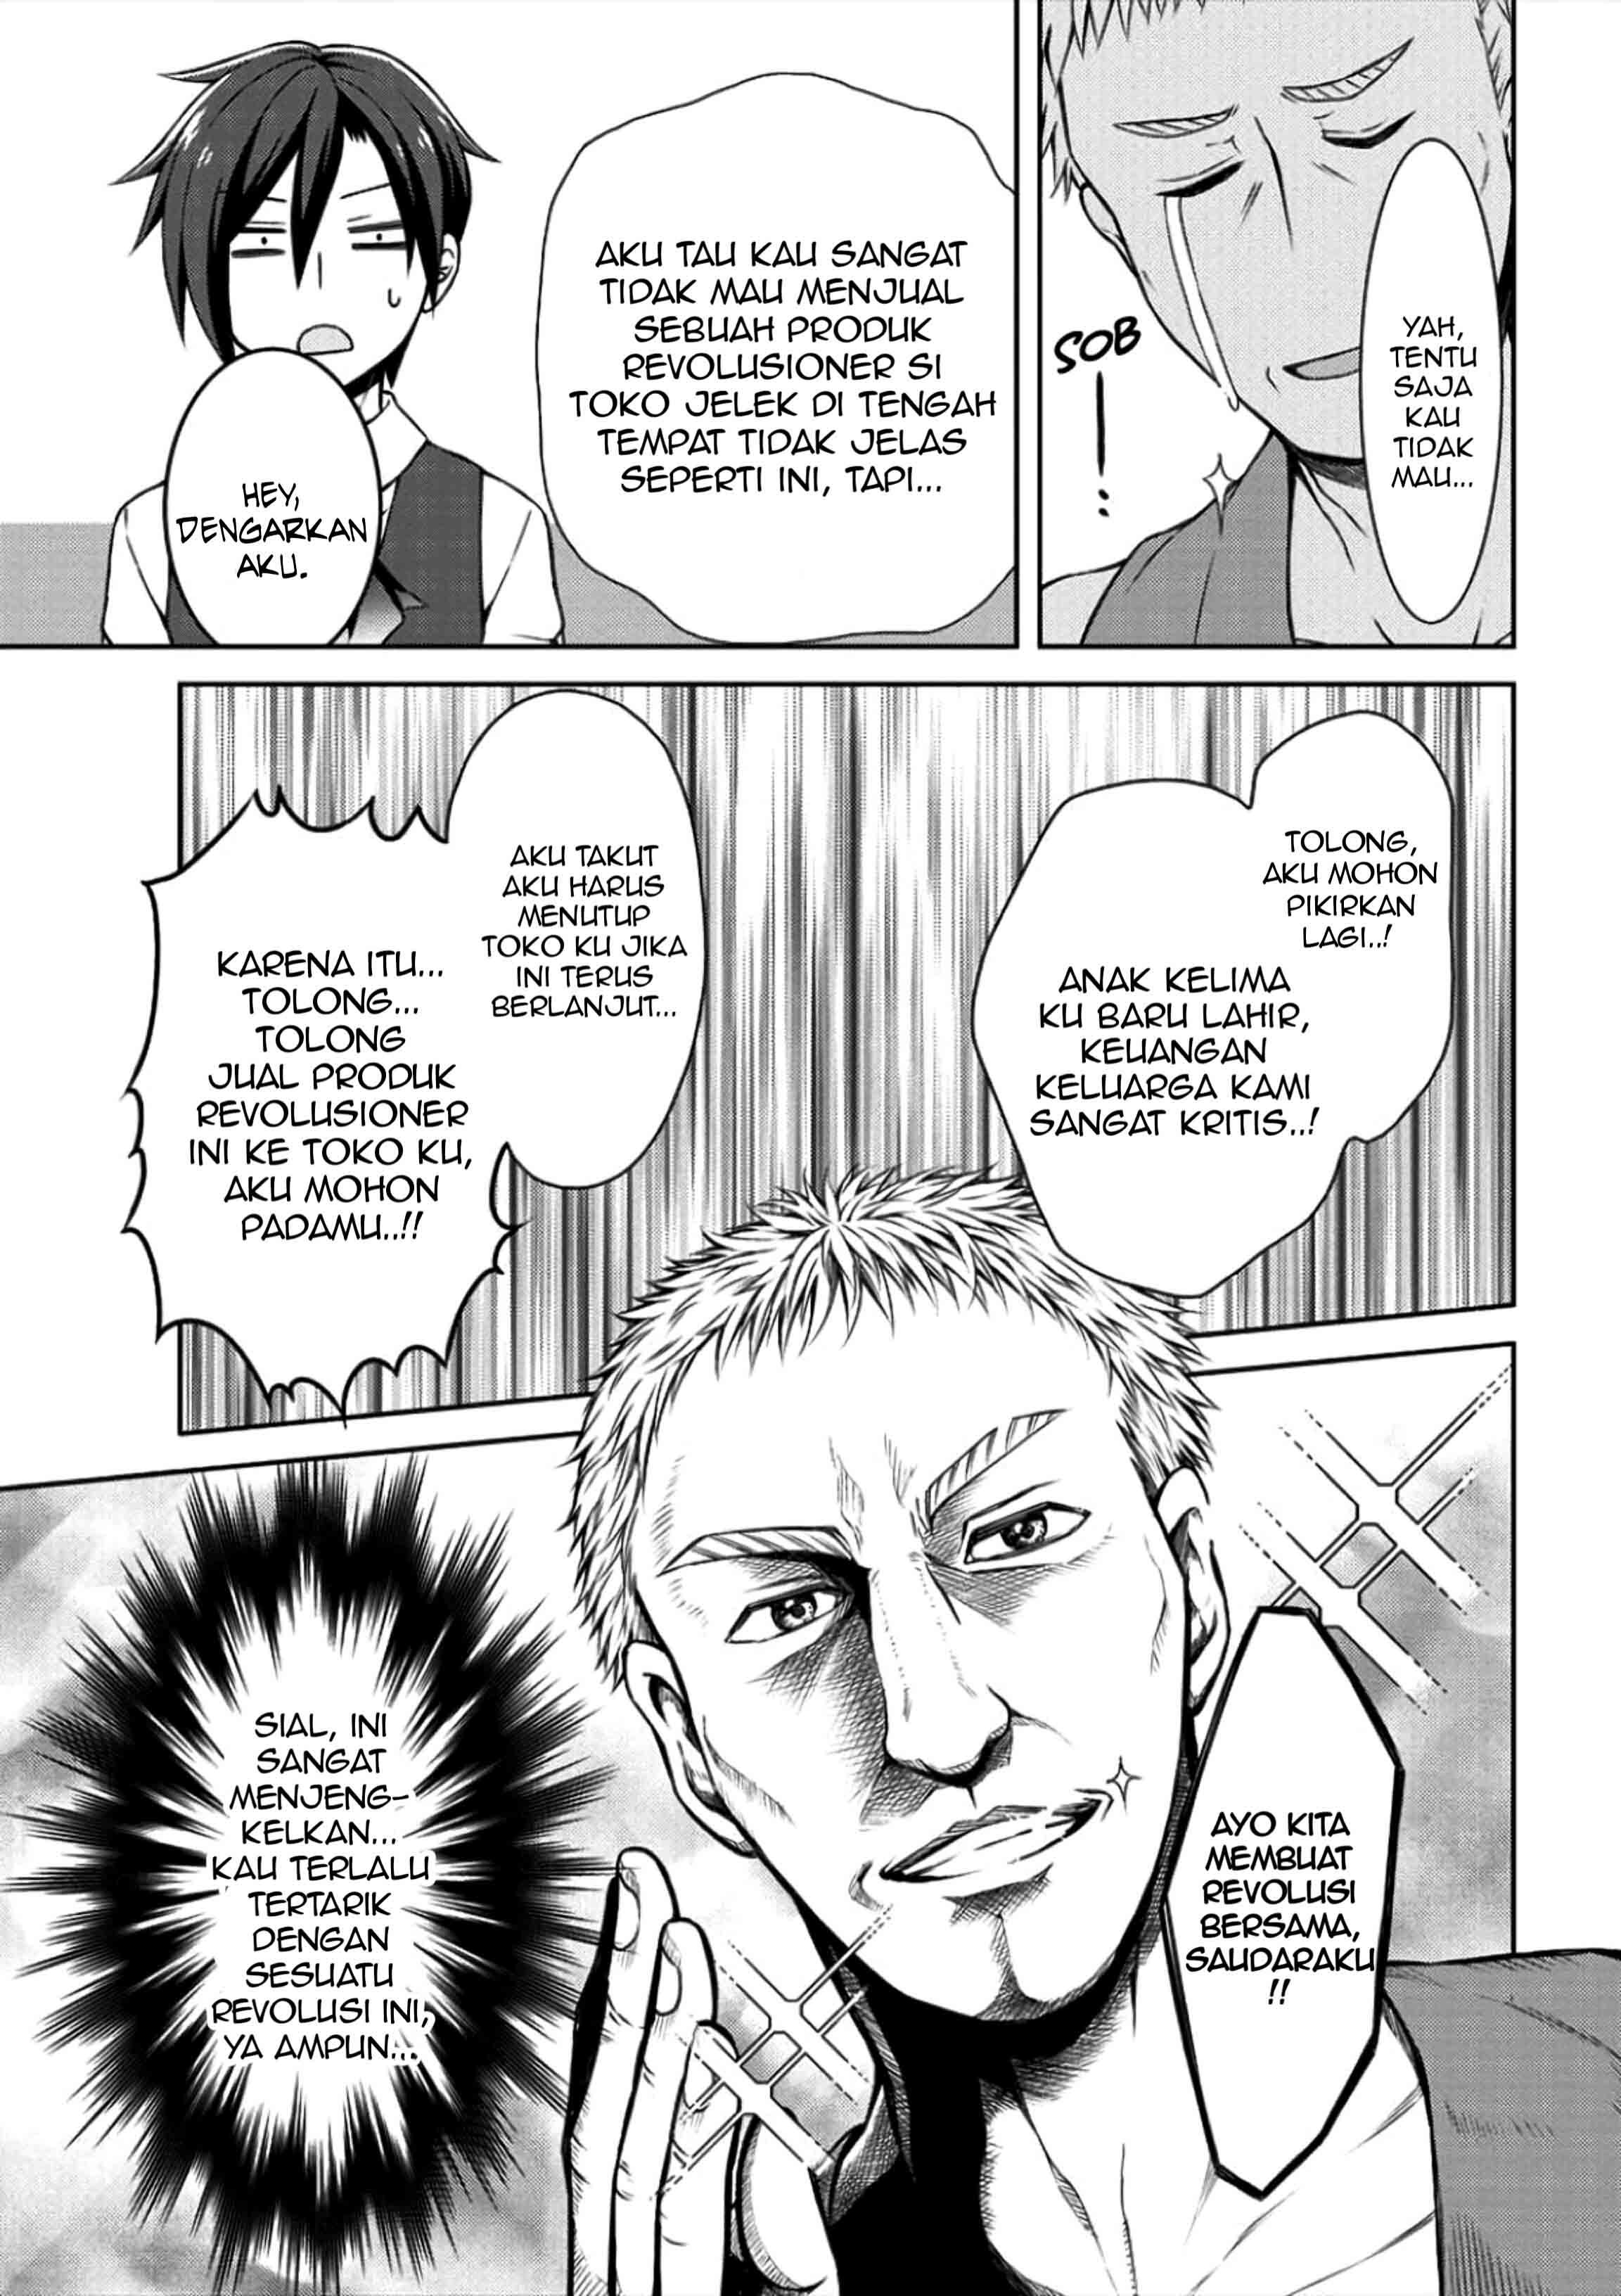 YAH,
TENTU
SAJA
KAU
TIDAK
MAU...
SOB
AKU TAU KAU SANGAT
TIDAK MAU MENJUAL
SEBUAH PRODUK
REVOLUSIONER SI
TOKO JELEK DI TENGAH
TEMPAT TIDAK JELAS
SEPERTI INI, TAPI...
HEY,
DENGARKAN
AKU.
TOLONG,
AKU MOHON
PIKIRKAN
LAGI..!
ANAK KELIMA
KU BARU LAHIR,
KEUANGAN
KELUARGA KAMI
SANGAT KRITIS..!
AKU TAKUT
AKU HARUS
MENUTUP
TOKO KU JIKA
INI TERUS
BERLANJUT...
KARENA ITU...
TOLONG...
TOLONG
JUAL PRODUK
REVOLUSIONER
INI KE TOKO KU,
AKU MOHON
PADAMU..!!
AYO KITA
MEMBUAT
REVOLUSI
BERSAMA,
SAUDARAKU
!!
SIAL, INI
SANGAT
MENJENG-
KELKAN...
KAU TERLALU
TERTARIK
DENGAN
SESUATU
REVOLUSI INI,
YA AMPUN...